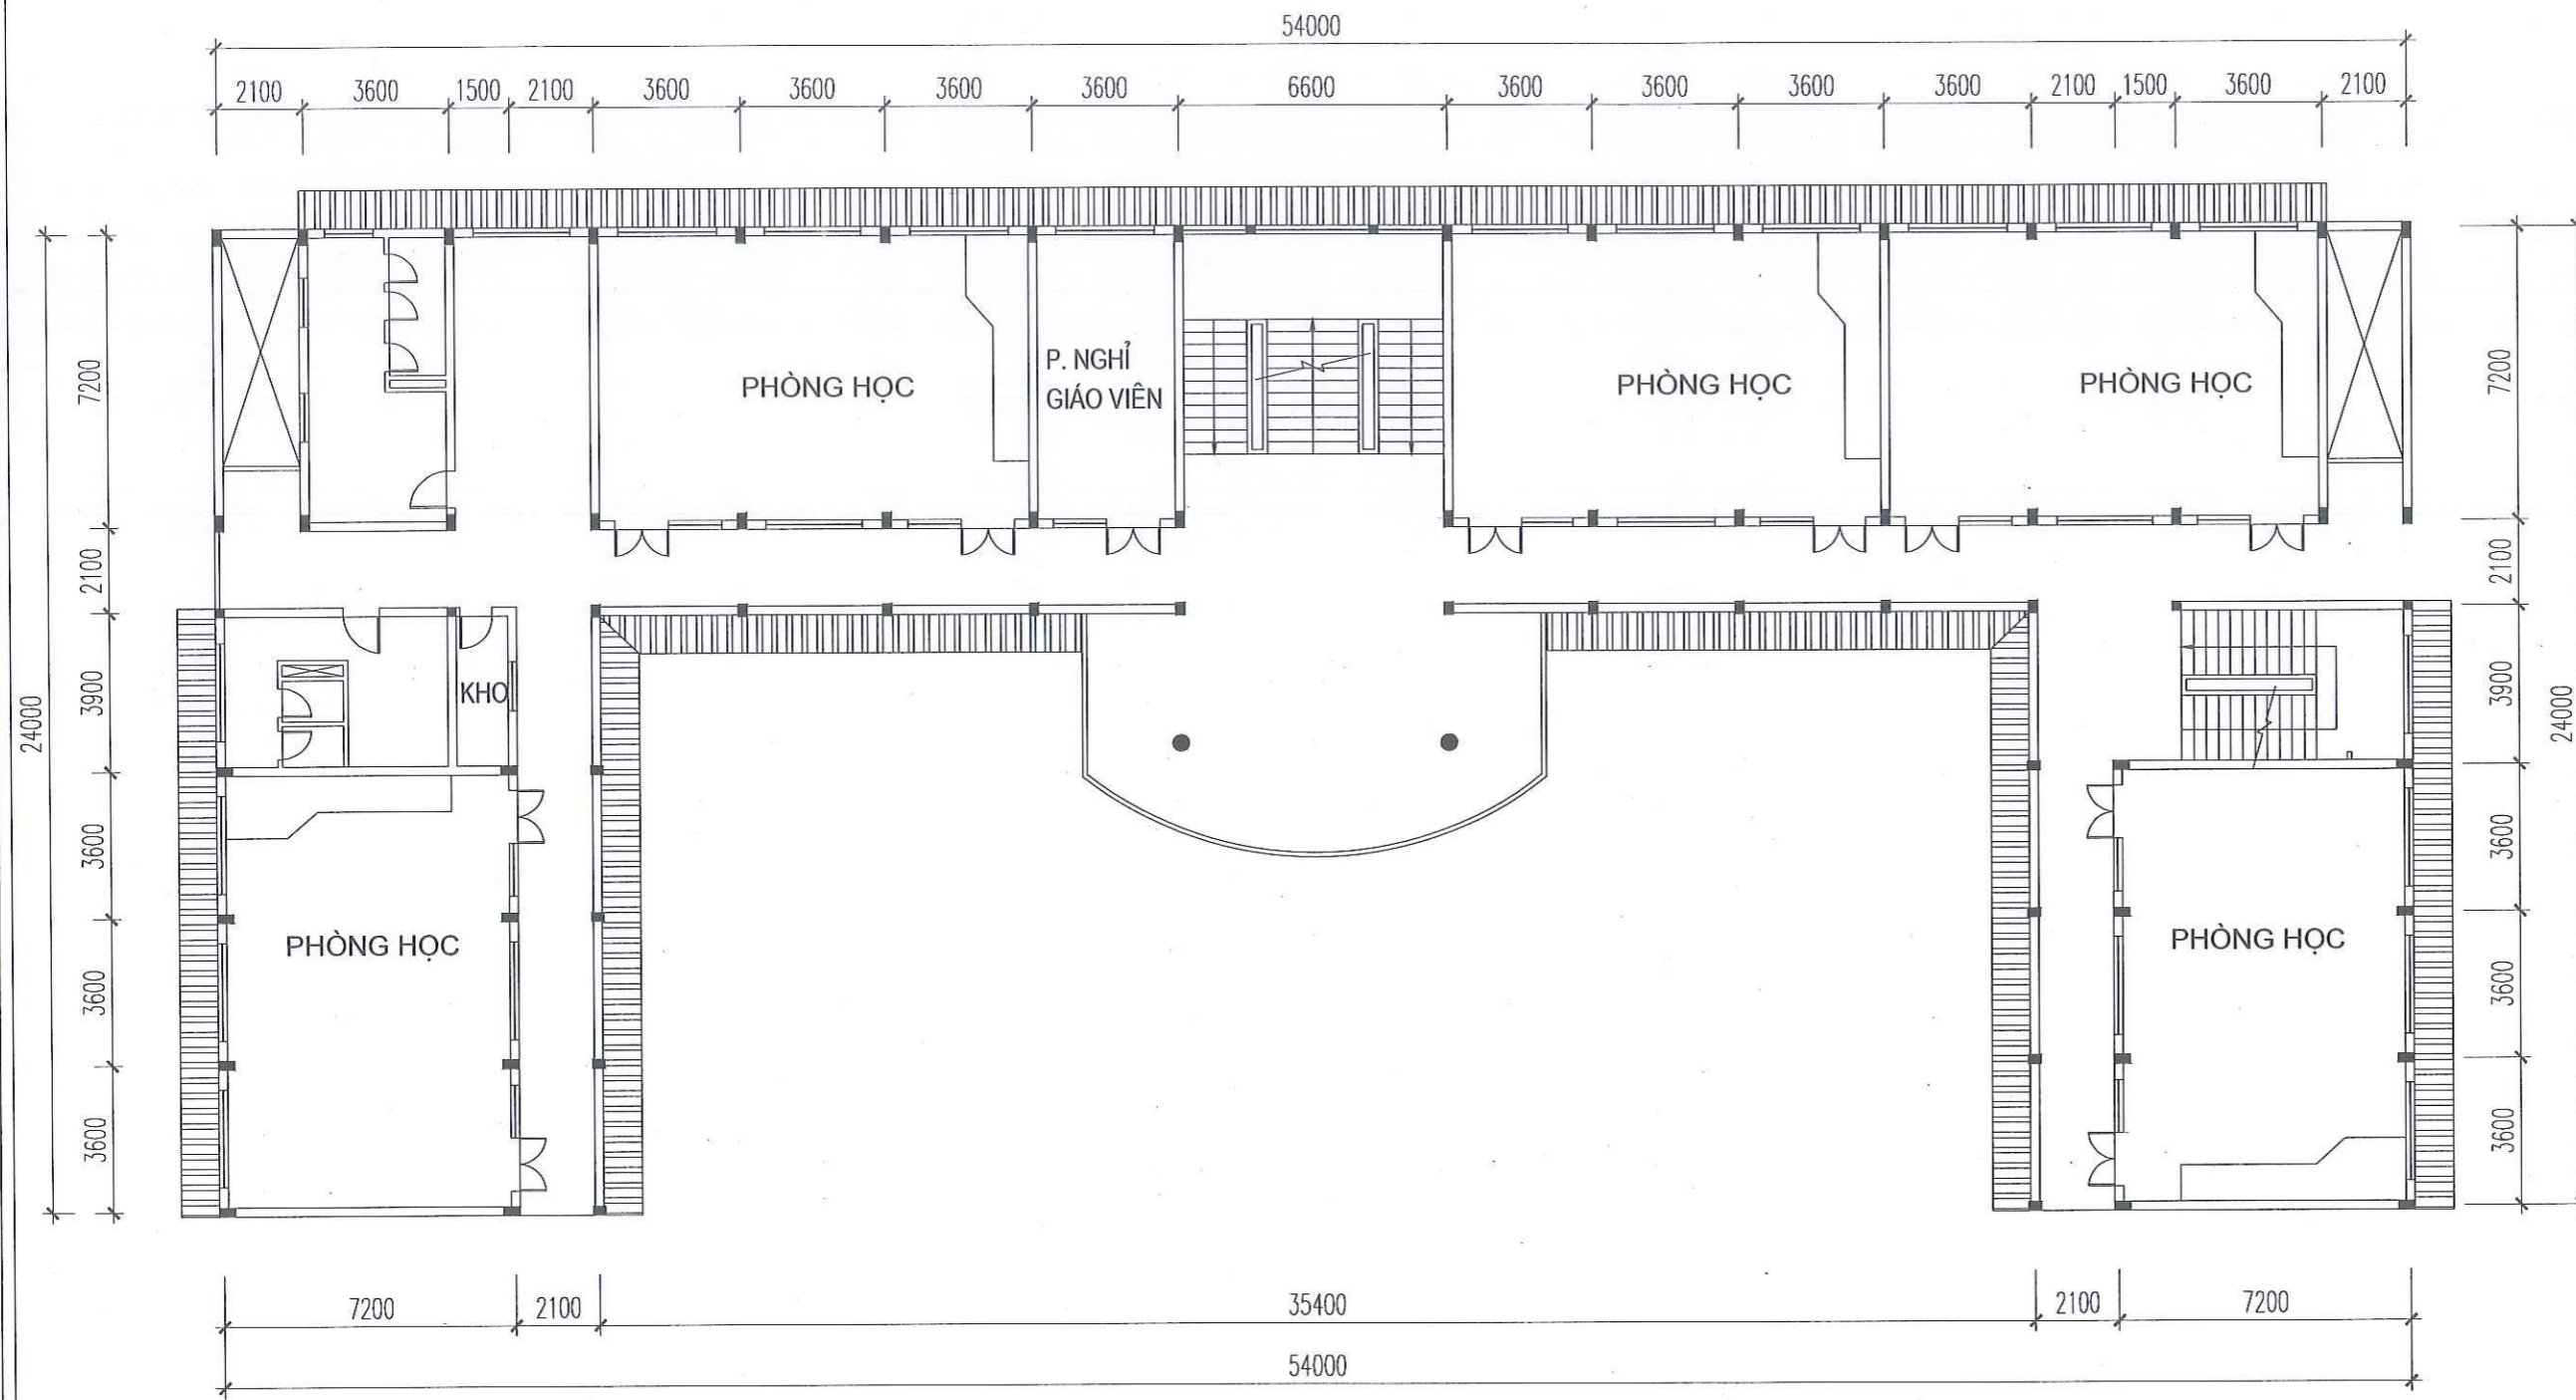 54000
2100 3600 1500 2100 3600 3600 3600 3600 6600 3600 3600 3600 3600 2100 1500 3600 2100
7200
2100
3900
3600
3600
3600
24000
PHÒNG HỌC
P. NGHỈ
GIÁO VIÊN
PHÒNG HỌC
PHÒNG HỌC
KHO
PHÒNG HỌC
PHÒNG HỌC
7200
2100
3900
3600
3600
3600
24000
7200 2100 35400 2100 7200
54000